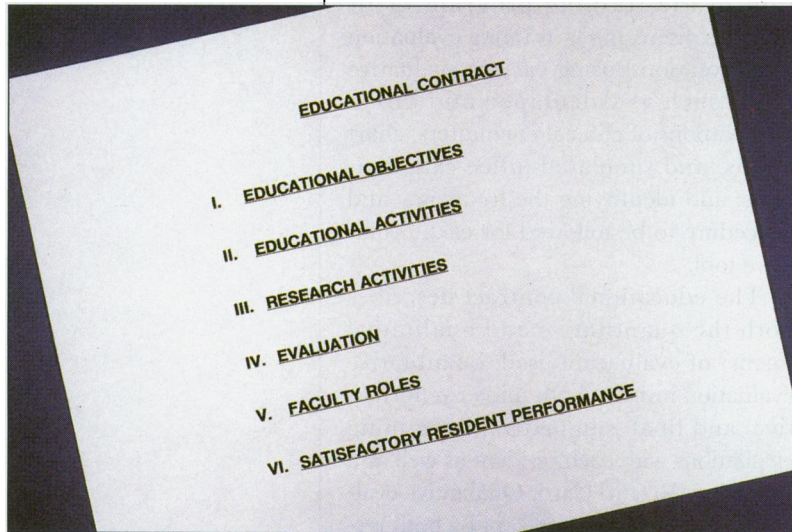 EDUCATIONAL CONTRACT
I. EDUCATIONAL OBJECTIVES
II. EDUCATIONAL ACTIVITIES
III. RESEARCH ACTIVITIES
IV. EVALUATION
V. FACULTY ROLES
VI. SATISFACTORY RESIDENT PERFORMANCE